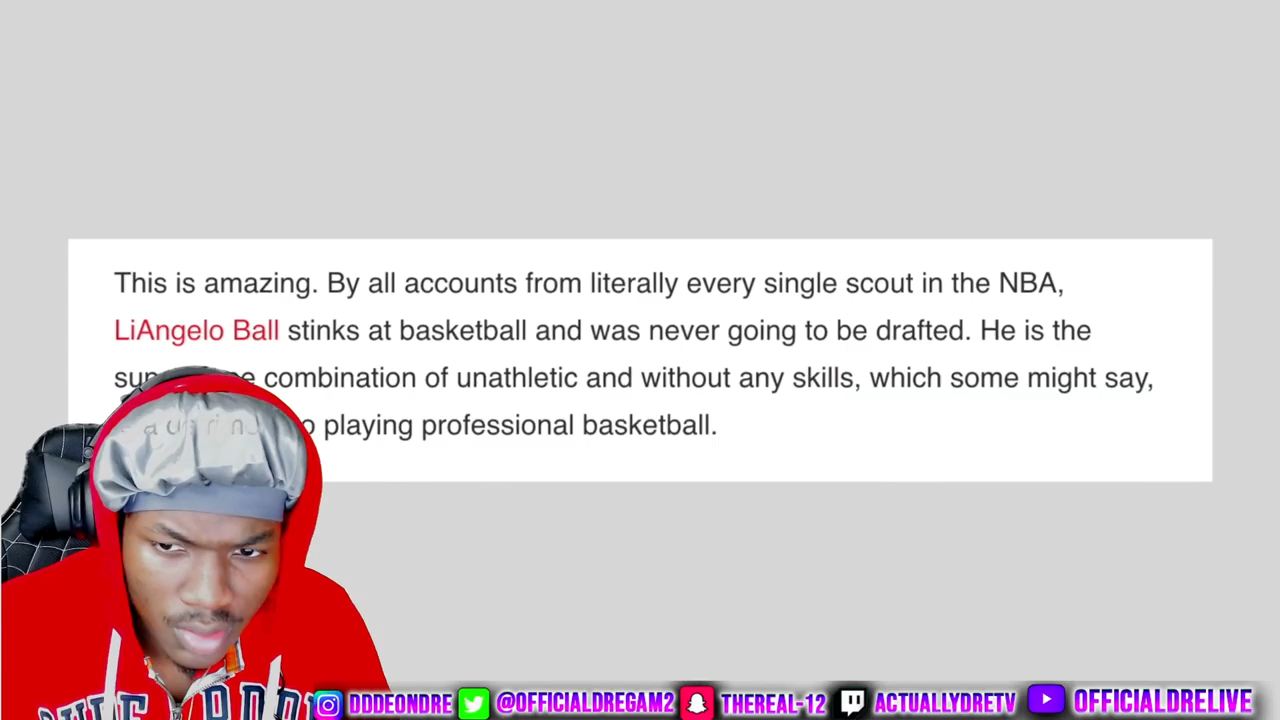 This is amazing. By all accounts from literally every single scout in the NBA,
LiAngelo Ball stinks at basketball and was never going to be drafted. He is the
combination of unathletic and without any skills, which some might say,
playing professional basketball.
DDDEONDRE @OFFICIALDREGAM2 THEREAL-12 ACTUALLYDRETV OFFICIALDRELIVE